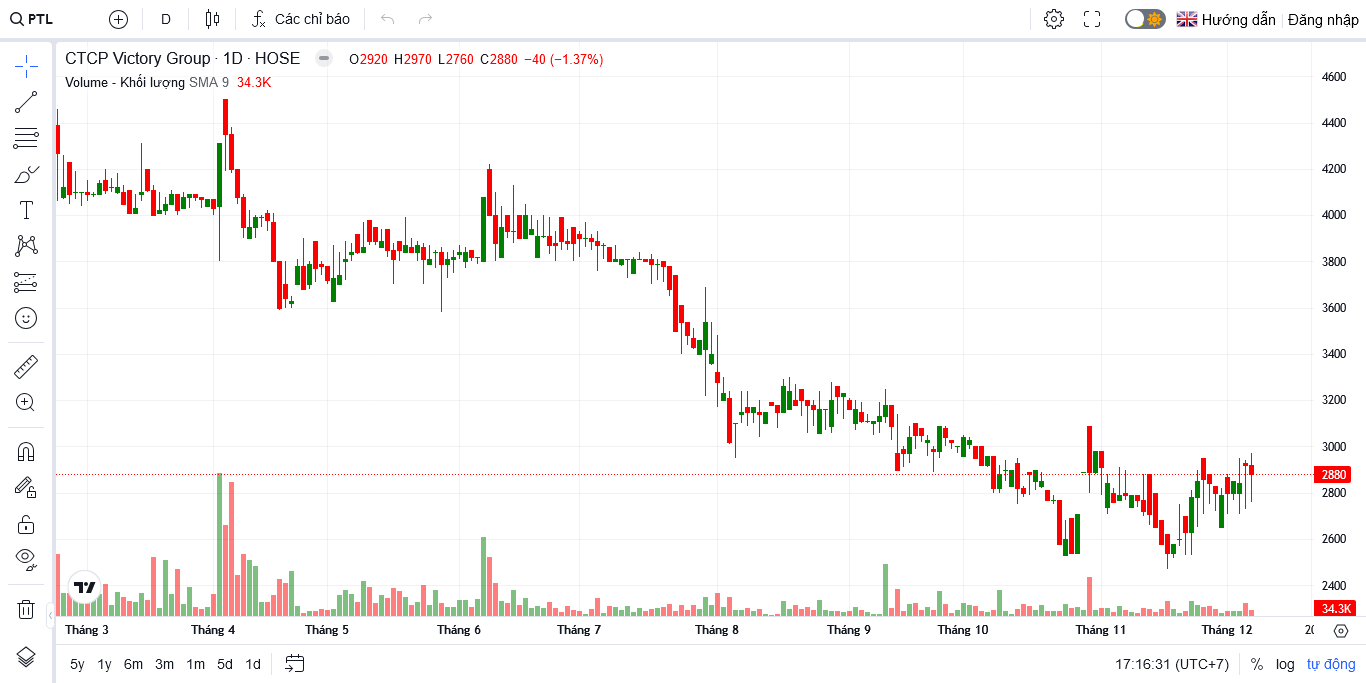 PTL D Các chỉ báo Hướng dẫn Đăng nhập
CTCP Victory Group · 1D · HOSE O2920 H2970 L2760 C2880 −40 (−1.37%)
Volume - Khối lượng SMA 9 34.3K
4600
4400
4200
4000
3800
3600
3400
3200
3000
2880
2800
2600
2400
34.3K
Tháng 3 Tháng 4 Tháng 5 Tháng 6 Tháng 7 Tháng 8 Tháng 9 Tháng 10 Tháng 11 Tháng 12
5y 1y 6m 3m 1m 5d 1d 17:16:31 (UTC+7) % log tự động